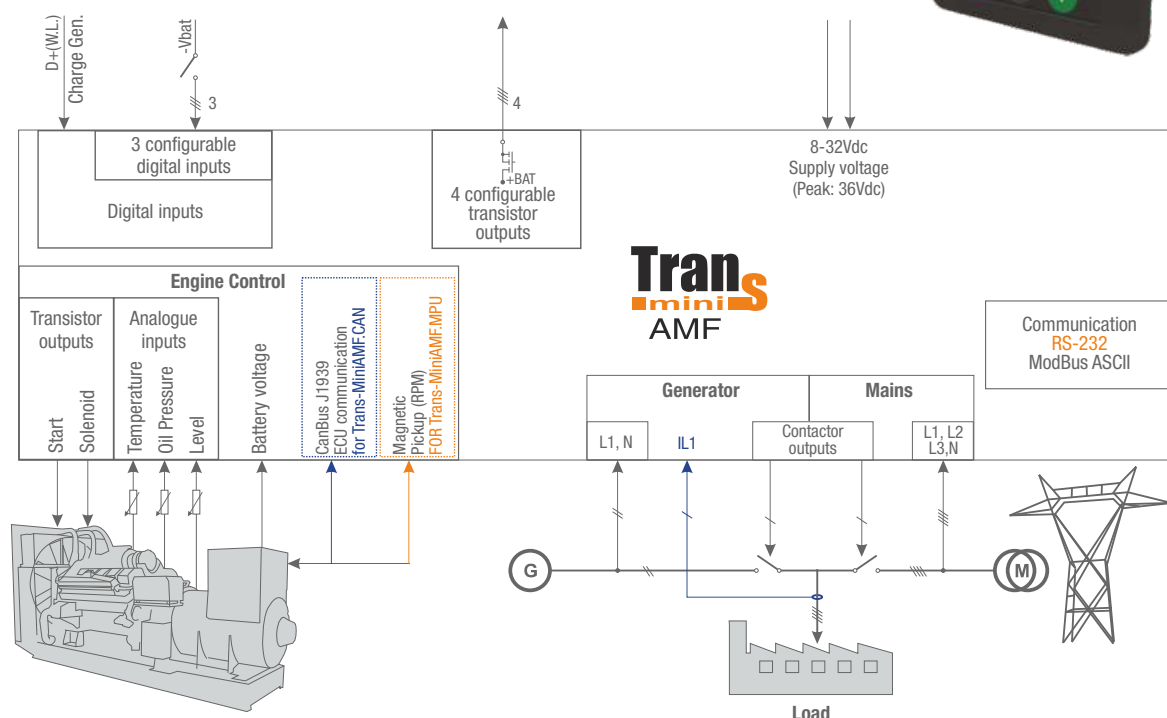 D+(W.L.)
Charge Gen.
-Vbat
3
4
3 configurable
digital inputs
Digital inputs
+BAT
4 configurable
transistor
outputs
8-32Vdc
Supply voltage
(Peak: 36Vdc)
Trans
mini
AMF
Engine Control
Transistor
outputs
Analogue
inputs
Start
Solenoid
Temperature
Oil Pressure
Level
Battery voltage
CanBus J1939
ECU communication
for Trans-MiniAMF.CAN
Magnetic
Pickup (RPM)
FOR Trans-MiniAMF.MPU
Communication
RS-232
ModBus ASCII
Generator
Mains
L1, N
IL1
Contactor
outputs
L1, L2
L3,N
G
M
Load